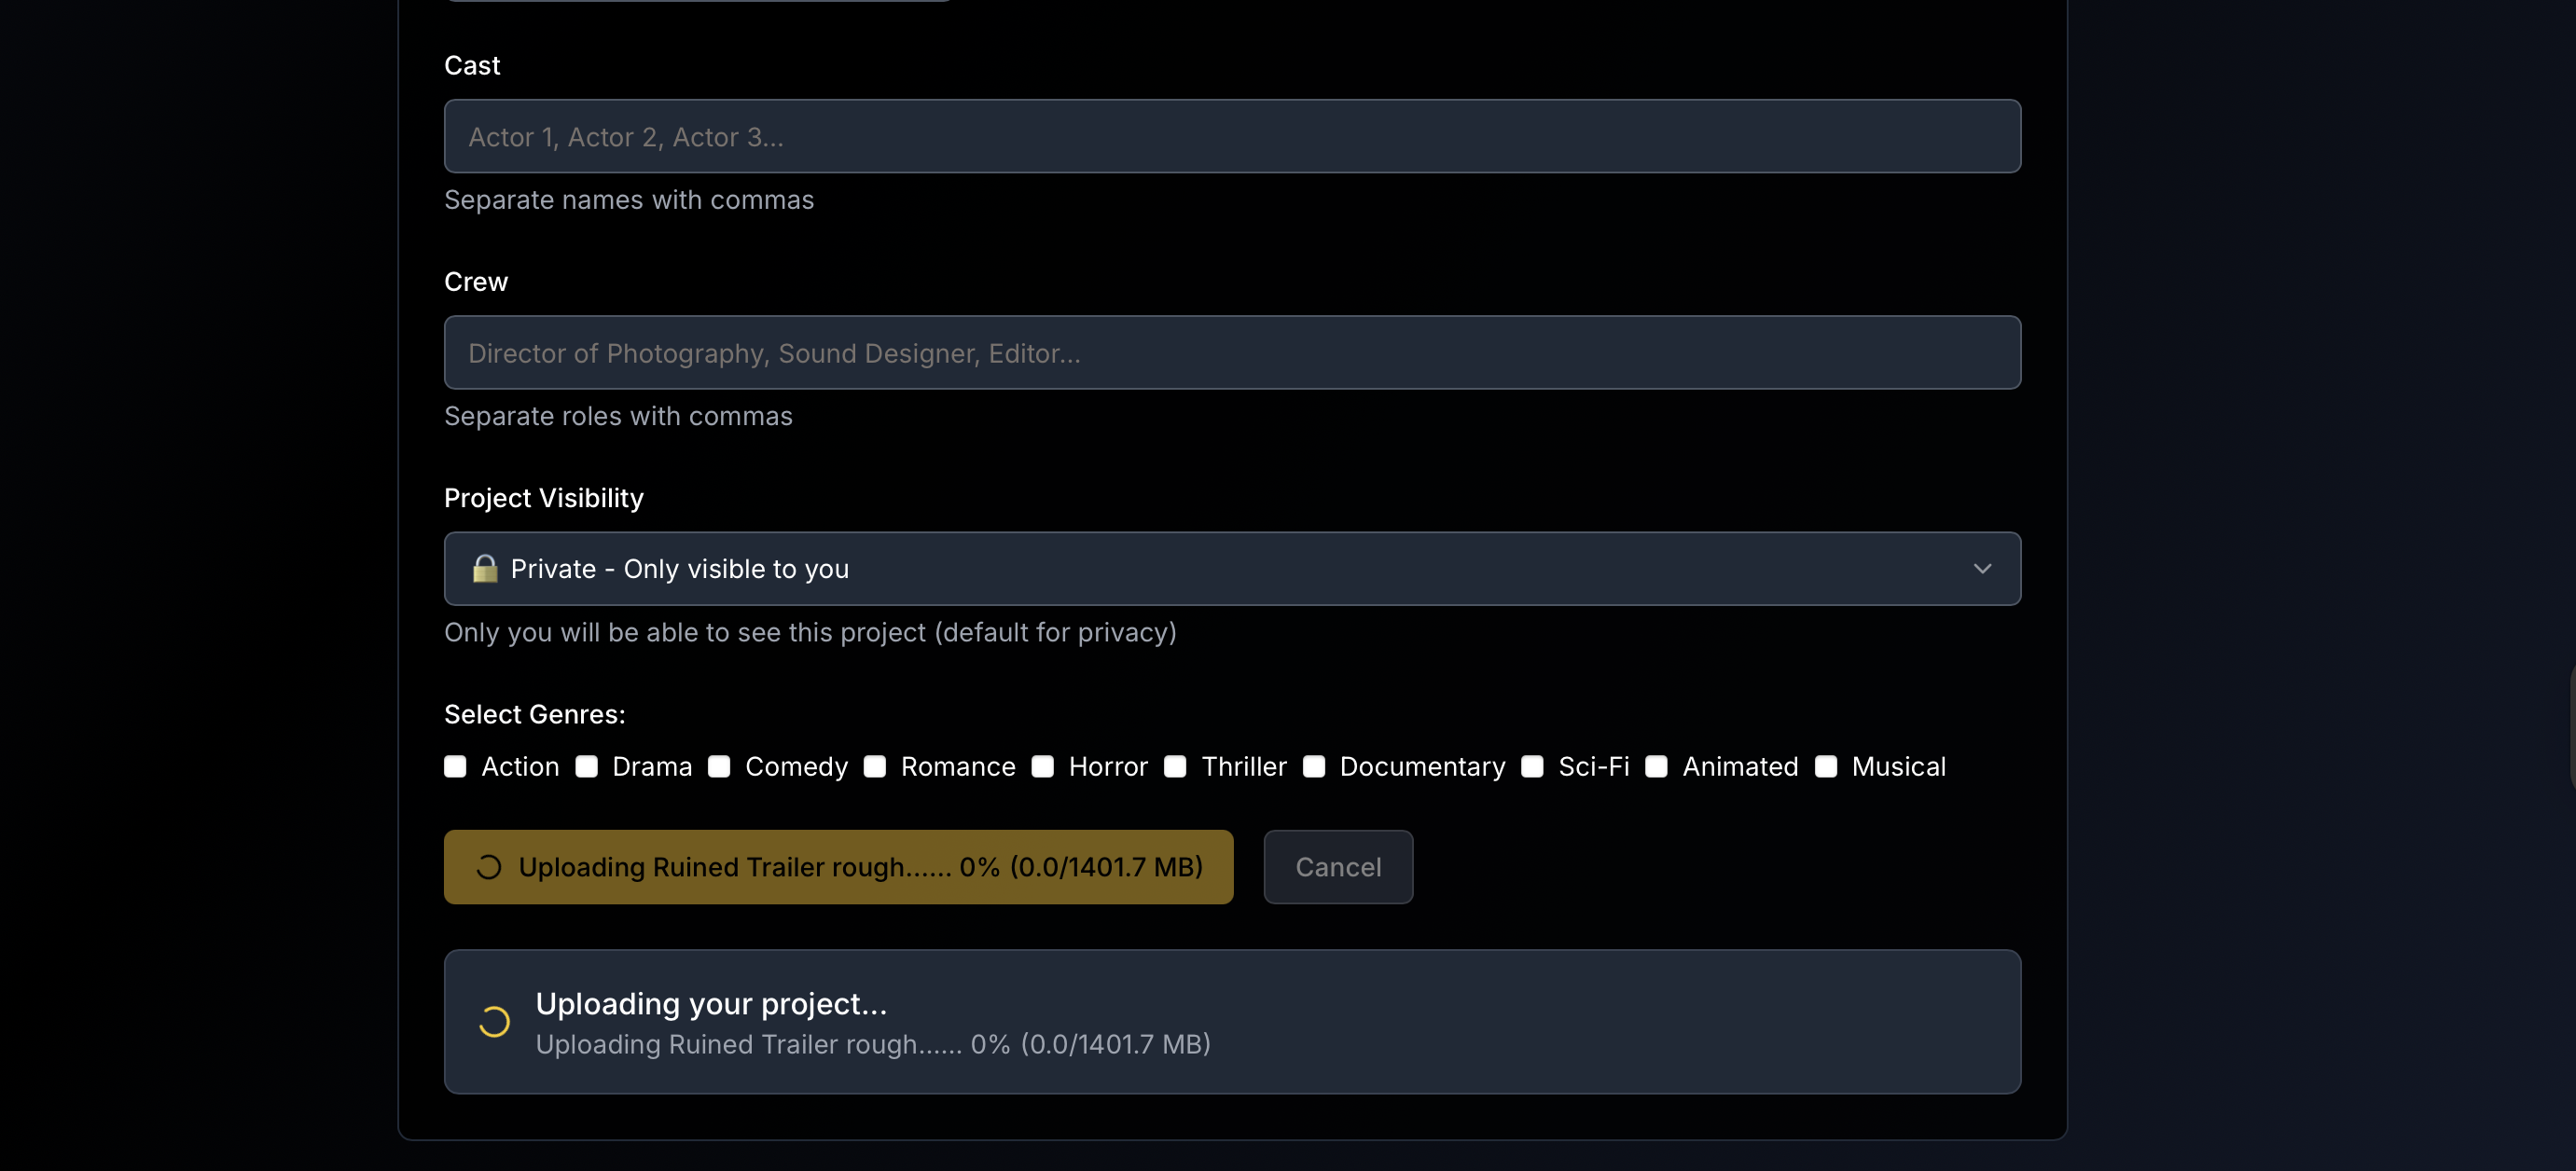 Cast
Actor 1, Actor 2, Actor 3...
Separate names with commas
Crew
Director of Photography, Sound Designer, Editor...
Separate roles with commas
Project Visibility
🔒 Private - Only visible to you
Only you will be able to see this project (default for privacy)
Select Genres:
Action Drama Comedy Romance Horror Thriller Documentary Sci-Fi Animated Musical
Uploading Ruined Trailer rough...... 0% (0.0/1401.7 MB) Cancel
Uploading your project...
Uploading Ruined Trailer rough...... 0% (0.0/1401.7 MB)